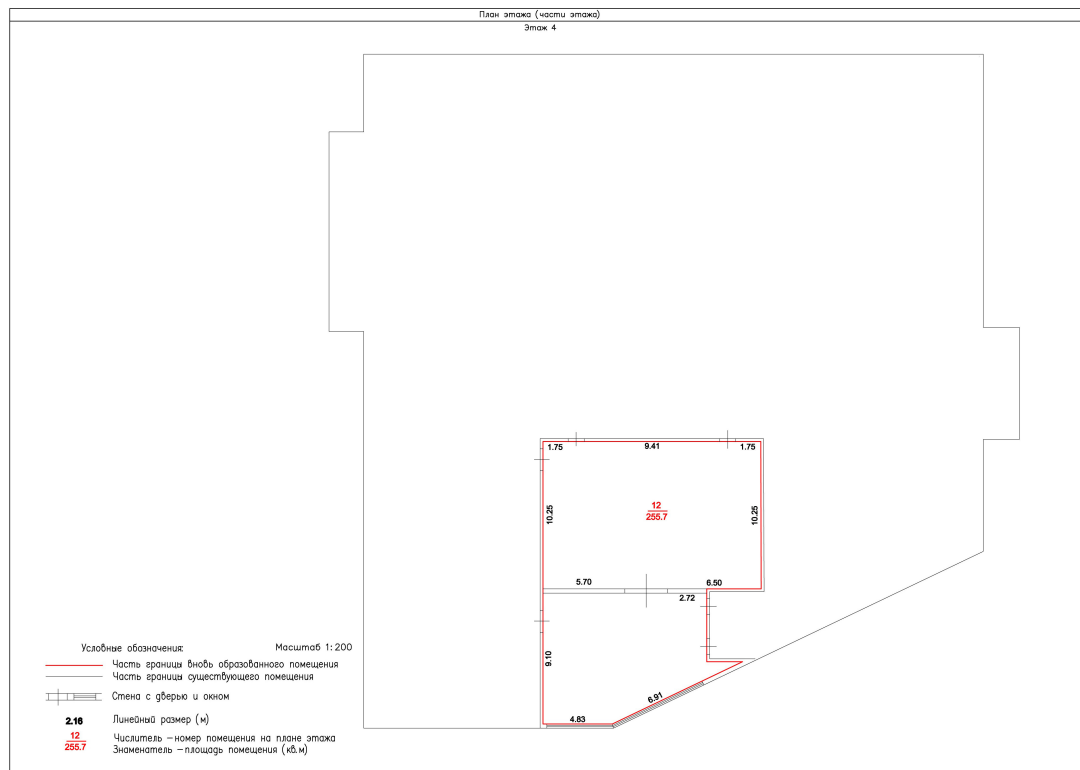 План этажа (части этажа)
Этаж 4
1.75 9.41 1.75
12
255.7
10.25 10.25
5.70 6.50
2.72
9.10
6.91
4.83
Условные обозначения: Масштаб 1:200
Часть границы вновь образованного помещения
Часть границы существующего помещения
Стена с дверью и окном
2.16 Линейный размер (м)
12 Числитель – номер помещения на плане этажа
255.7 Знаменатель – площадь помещения (кв.м)